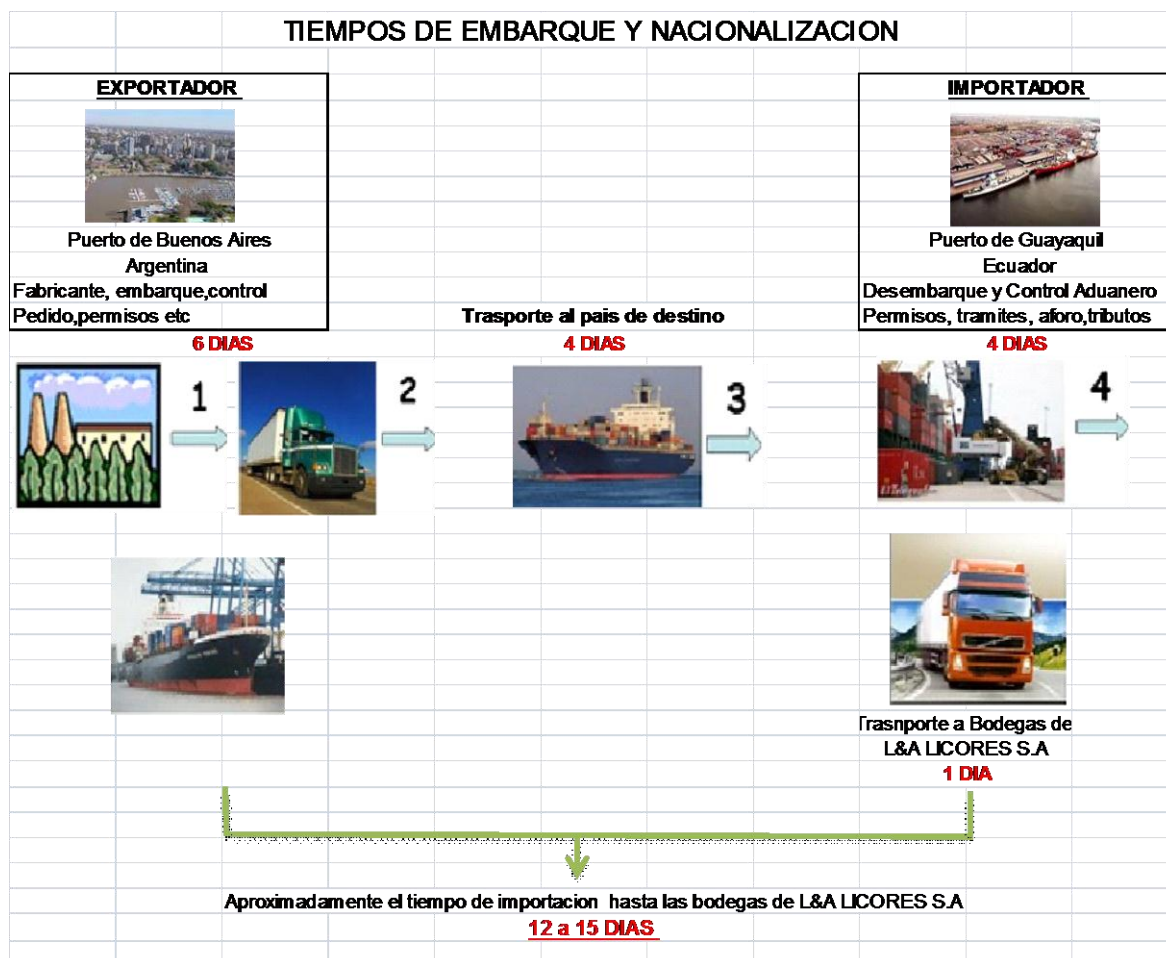 TIEMPOS DE EMBARQUE Y NACIONALIZACION
EXPORTADOR
Puerto de Buenos Aires
Argentina
Fabricante, embarque,control
Pedido,permisos etc
6 DIAS
Trasporte al pais de destino
4 DIAS
IMPORTADOR
Puerto de Guayaquil
Ecuador
Desembarque y Control Aduanero
Permisos, tramites, aforo,tributos
4 DIAS
1
2
3
4
Trasnporte a Bodegas de
L&A LICORES S.A
1 DIA
Aproximadamente el tiempo de importacion hasta las bodegas de L&A LICORES S.A
12 a 15 DIAS